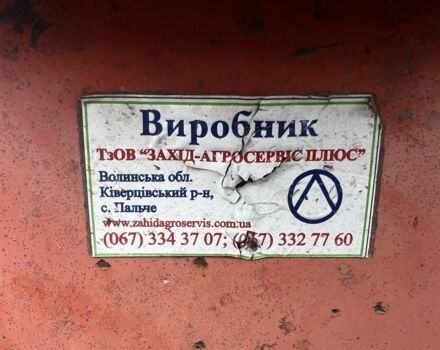 Виробник
ТзОВ "ЗАХІД-АГРОСЕРВІС ПЛЮС"
Волинська обл.
Ківерцівський р-н,
с. Пальче
www.zahidagroservis.com.ua
(067) 334 37 07; (067) 332 77 60